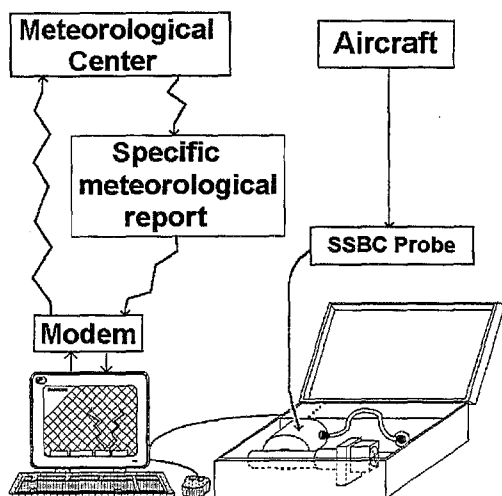 Meteorological
Center
Aircraft
Specific
meteorological
report
SSBC Probe
Modem